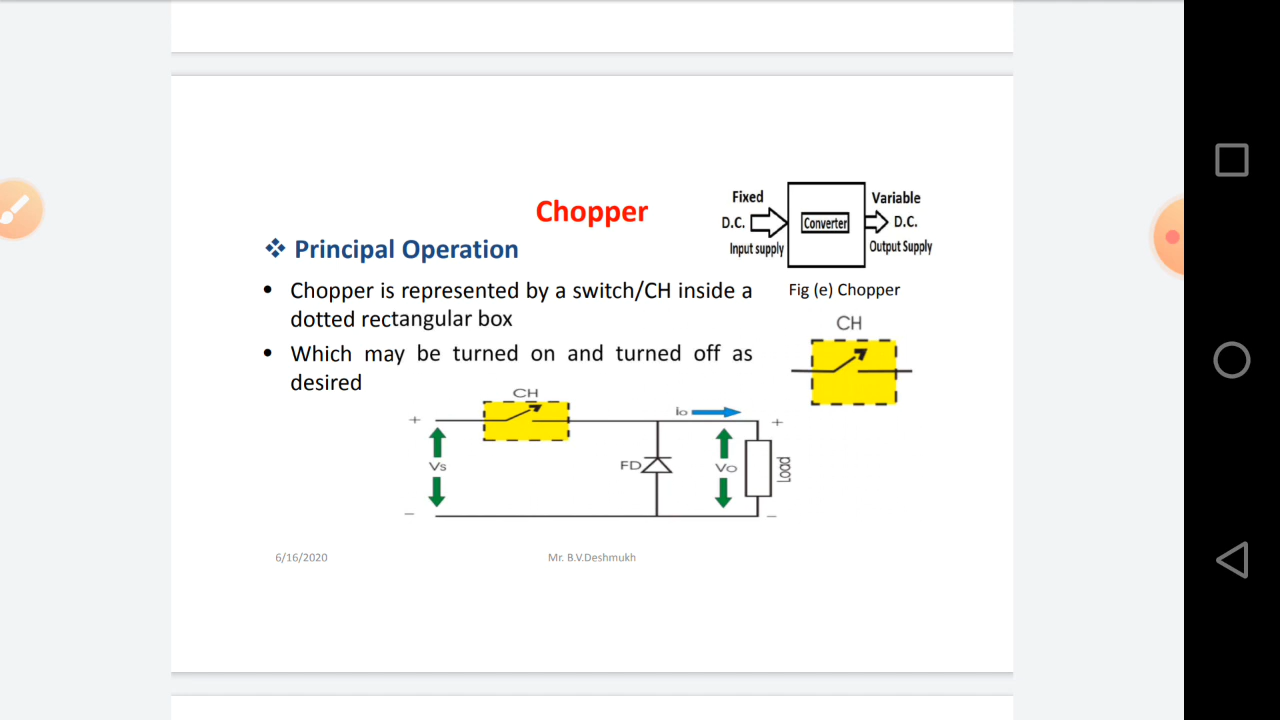 Chopper
Fixed
D.C.
Input supply
Converter
Variable
D.C.
Output Supply
Fig (e) Chopper
❖ Principal Operation
• Chopper is represented by a switch/CH inside a
dotted rectangular box
• Which may be turned on and turned off as
desired
CH
CH
+
Vs
−
FD
io
Vo
+
Load
−
6/16/2020
Mr. B.V.Deshmukh